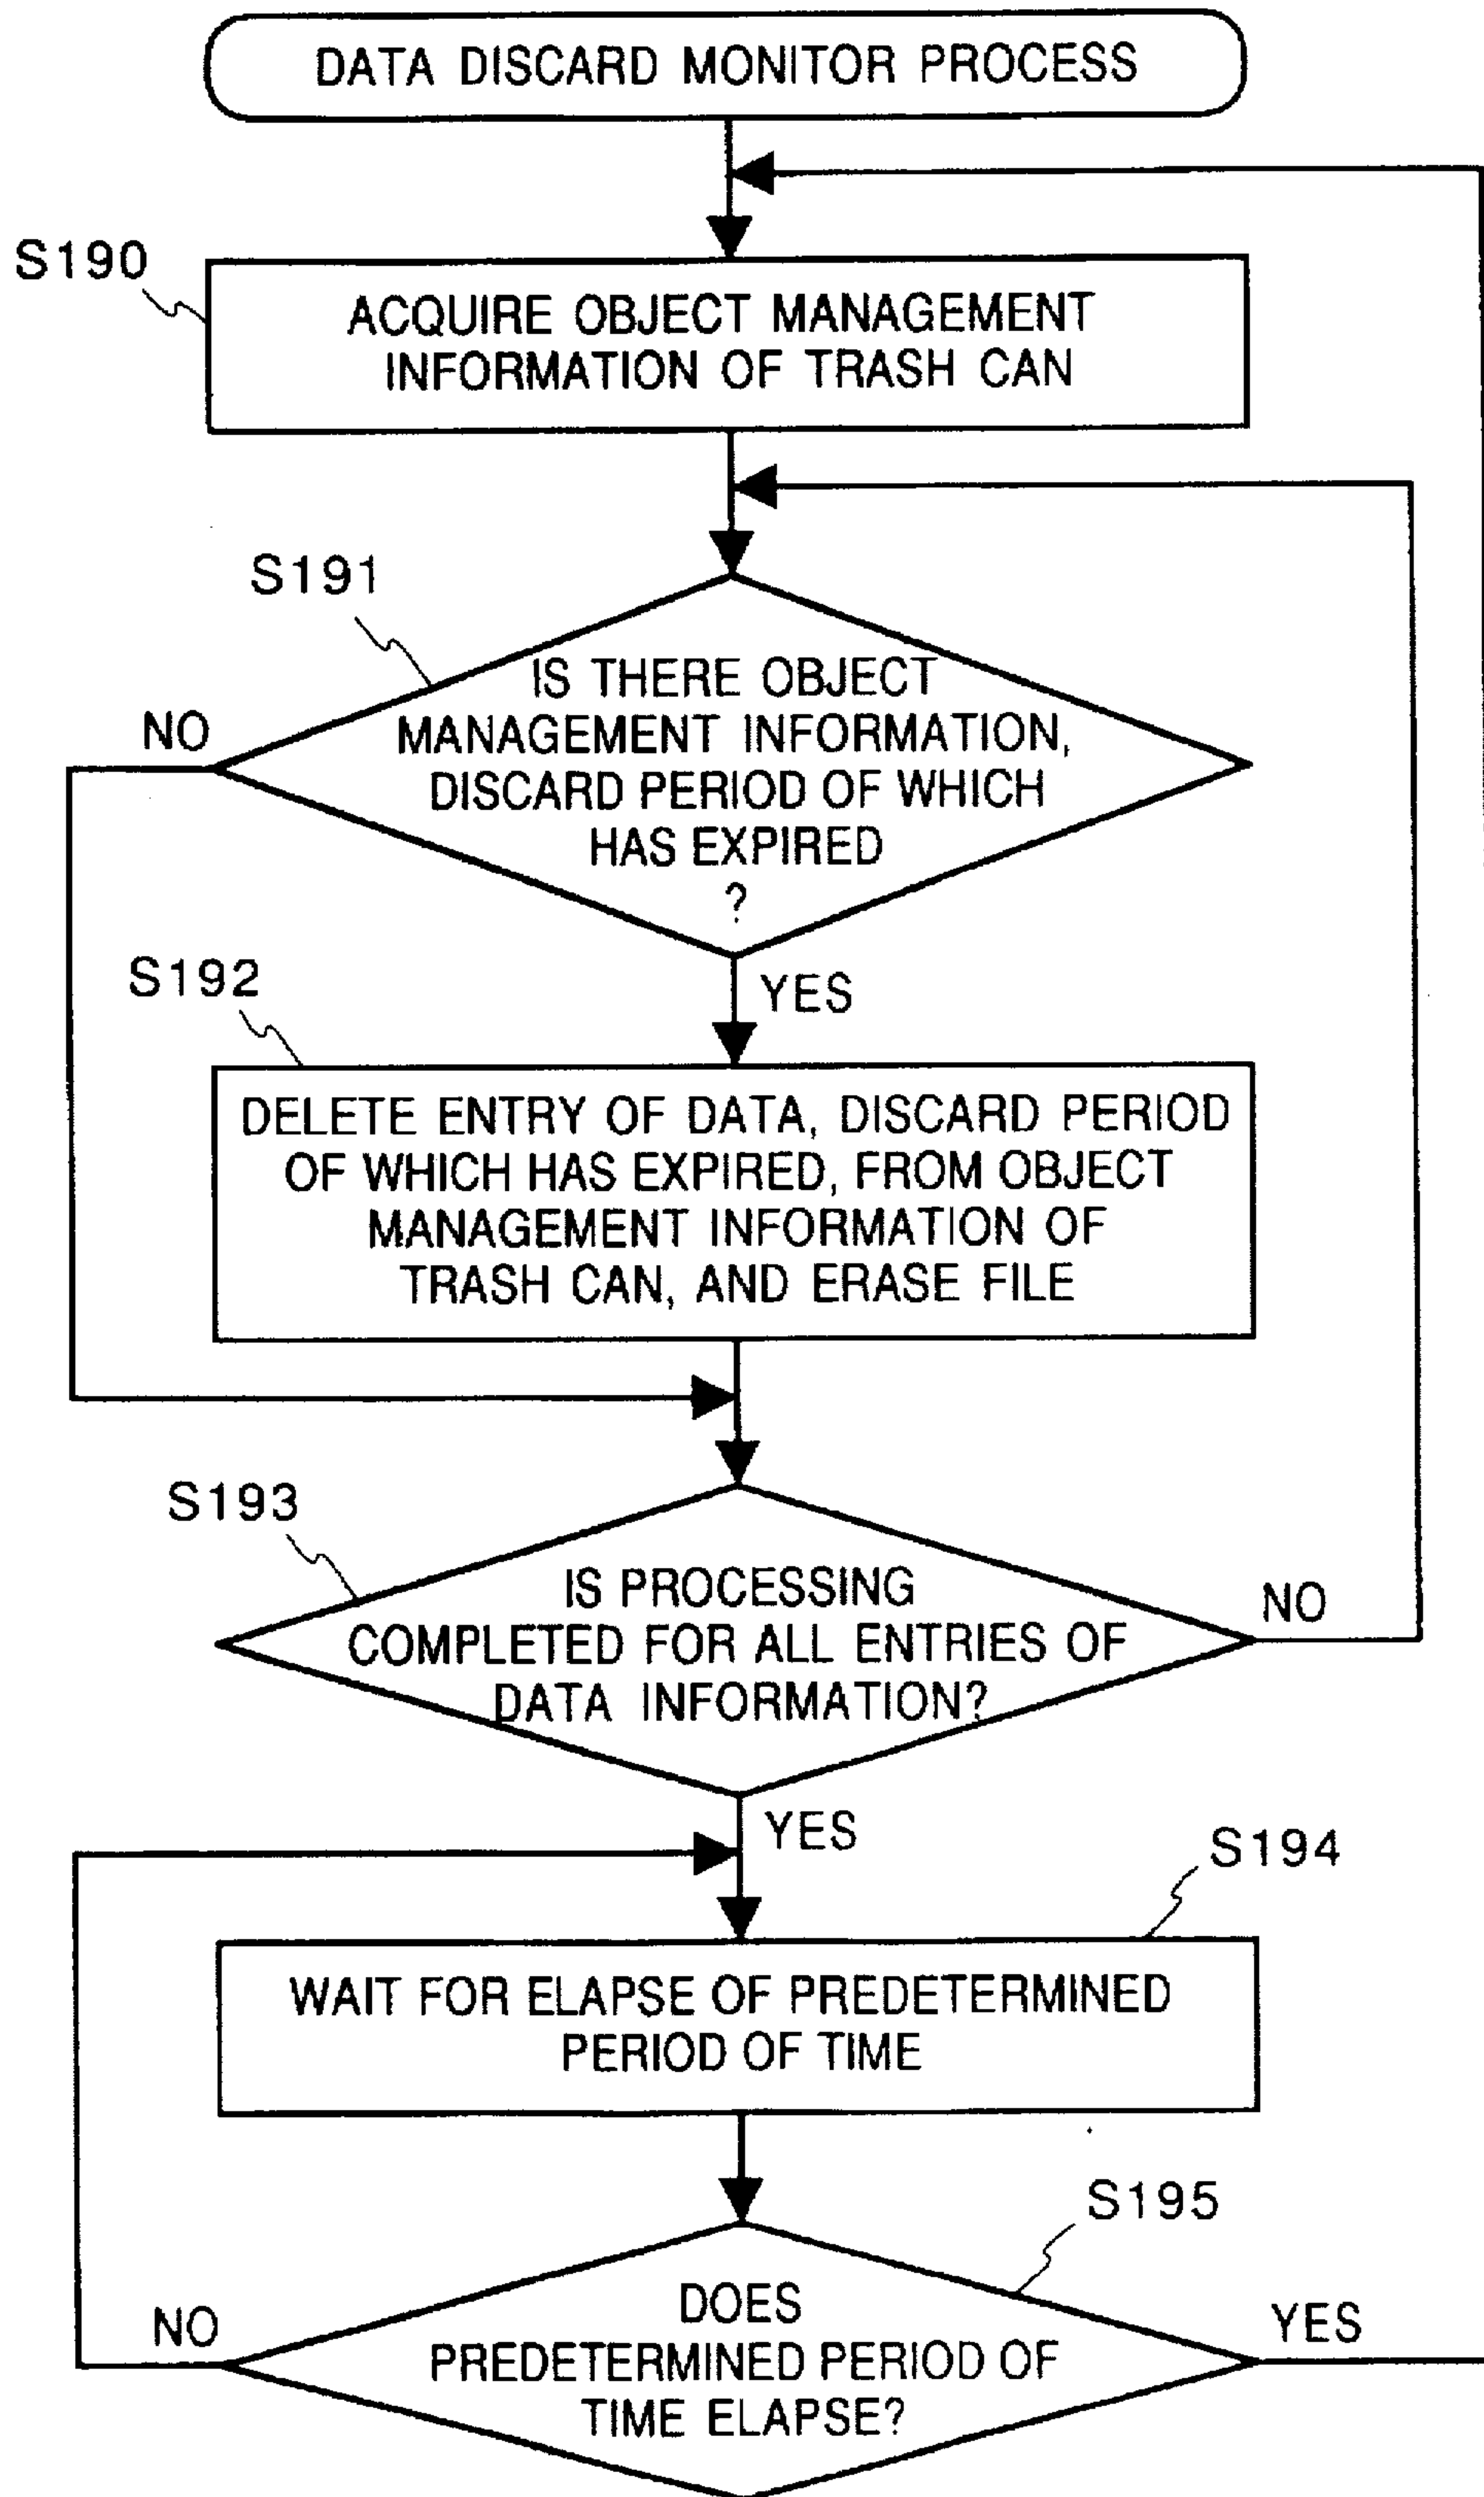 DATA DISCARD MONITOR PROCESS
S190
ACQUIRE OBJECT MANAGEMENT
INFORMATION OF TRASH CAN
S191
IS THERE OBJECT
MANAGEMENT INFORMATION,
DISCARD PERIOD OF WHICH
HAS EXPIRED
?
NO
YES
S192
DELETE ENTRY OF DATA, DISCARD PERIOD
OF WHICH HAS EXPIRED, FROM OBJECT
MANAGEMENT INFORMATION OF
TRASH CAN, AND ERASE FILE
S193
IS PROCESSING
COMPLETED FOR ALL ENTRIES OF
DATA INFORMATION?
NO
YES
S194
WAIT FOR ELAPSE OF PREDETERMINED
PERIOD OF TIME
S195
DOES
PREDETERMINED PERIOD OF
TIME ELAPSE?
NO
YES